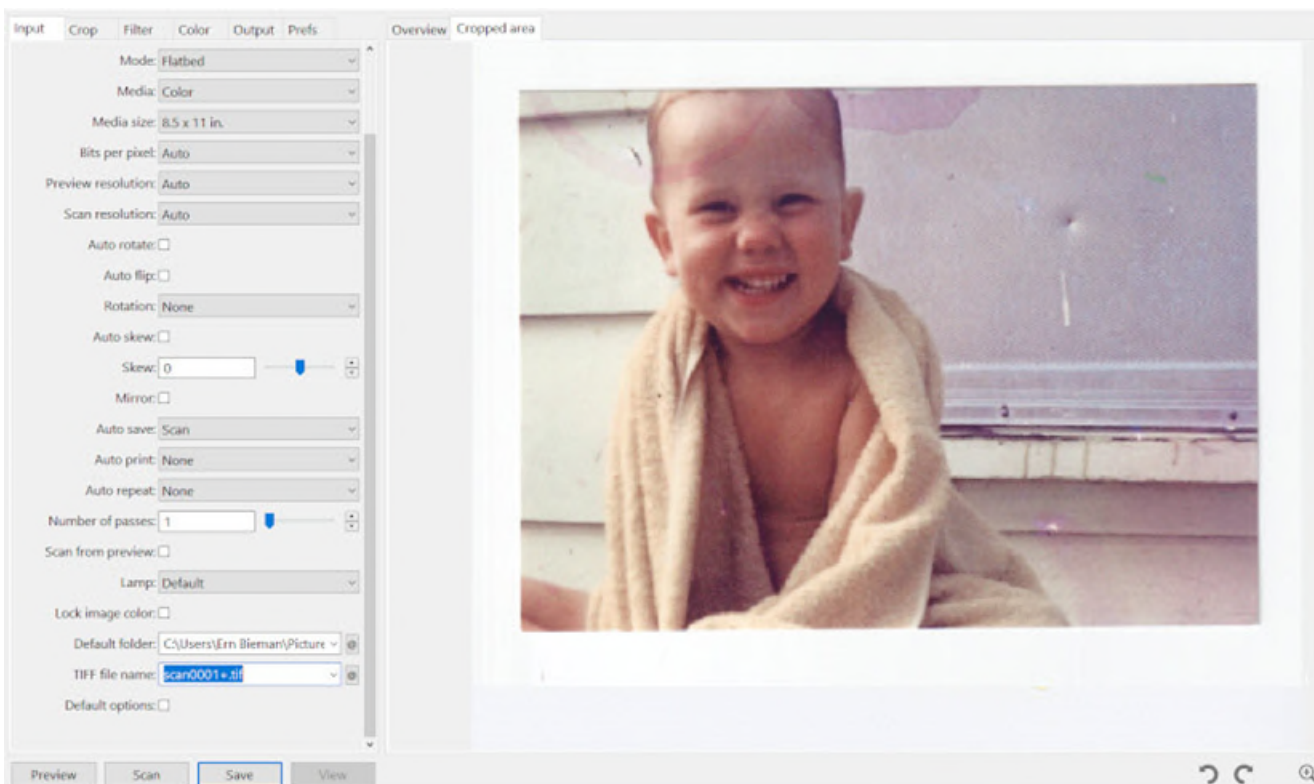 Input Crop Filter Color Output Prefs
Overview Cropped area
Mode: Flatbed
Media: Color
Media size: 8.5 x 11 in.
Bits per pixel: Auto
Preview resolution: Auto
Scan resolution: Auto
Auto rotate:
Auto flip:
Rotation: None
Auto skew:
Skew: 0
Mirror:
Auto save: Scan
Auto print: None
Auto repeat: None
Number of passes: 1
Scan from preview:
Lamp: Default
Lock image color:
Default folder: C:\Users\Ern Bieman\Picture
TIFF file name: scan0001+.tif
Default options:
Preview Scan Save View